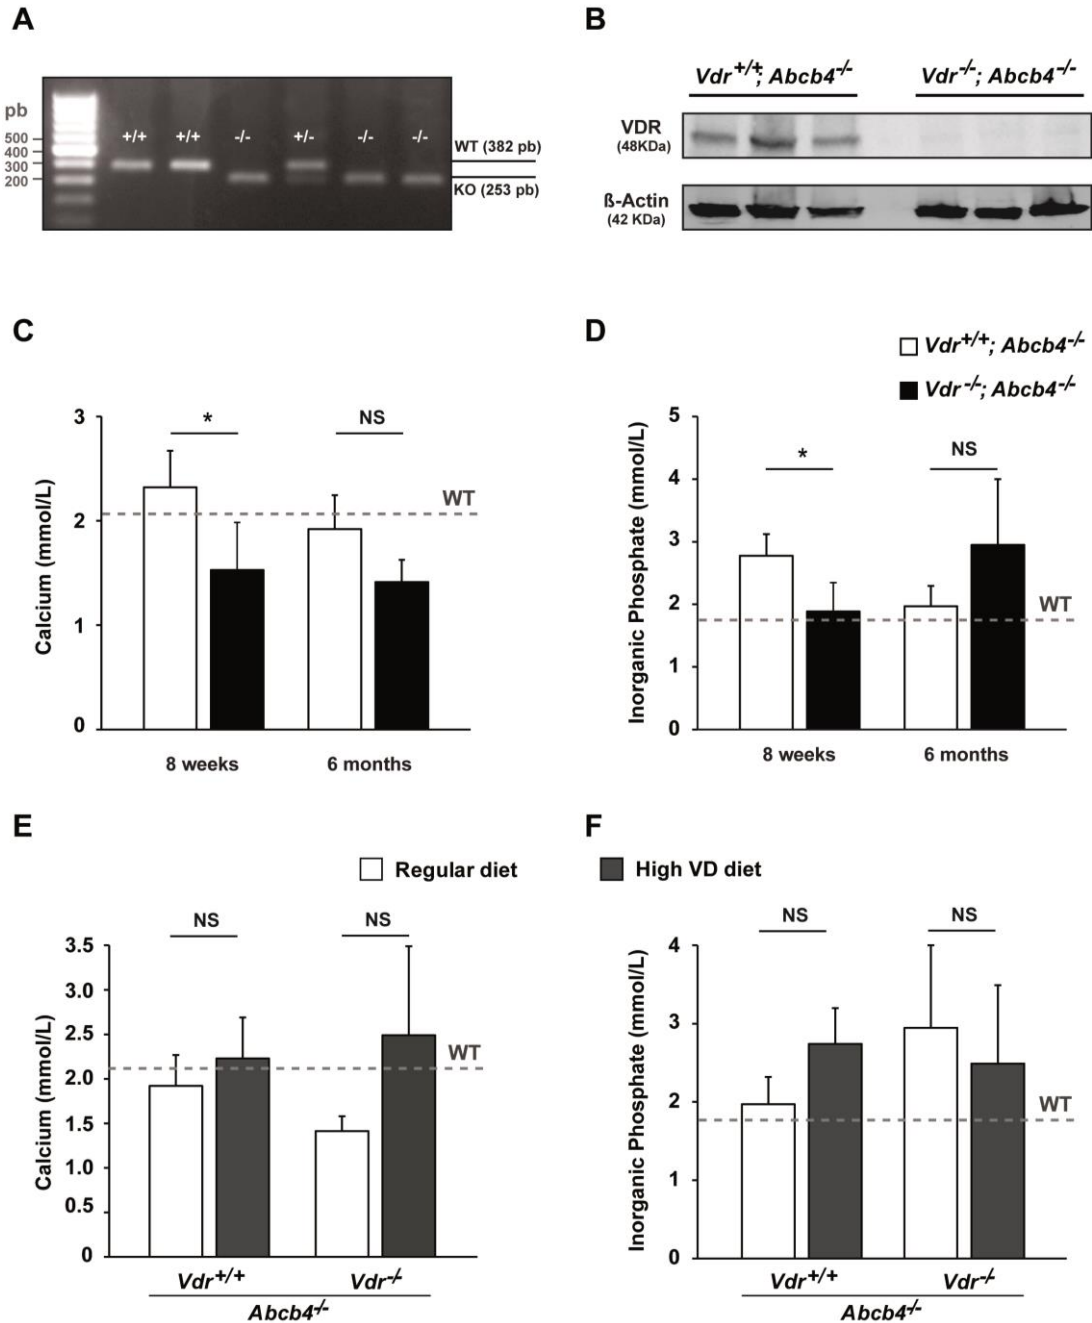 A
pb
500
400
300
200
+/+ +/+ -/- +/- -/- -/-
WT (382 pb)
KO (253 pb)
B
Vdr+/+; Abcb4-/- Vdr-/-; Abcb4-/-
VDR
(48KDa)
ß-Actin
(42 KDa)
C
Calcium (mmol/L)
3
2
1
0
* NS
WT
8 weeks 6 months
D
Vdr+/+; Abcb4-/-
Vdr-/-; Abcb4-/-
Inorganic Phosphate (mmol/L)
5
4
3
2
1
0
* NS
WT
8 weeks 6 months
E
Regular diet
Calcium (mmol/L)
3.5
3.0
2.5
2.0
1.5
1.0
0.5
0
NS NS
WT
Vdr+/+ Vdr-/-
Abcb4-/-
F
High VD diet
Inorganic Phosphate (mmol/L)
4
3
2
1
0
NS NS
WT
Vdr+/+ Vdr-/-
Abcb4-/-